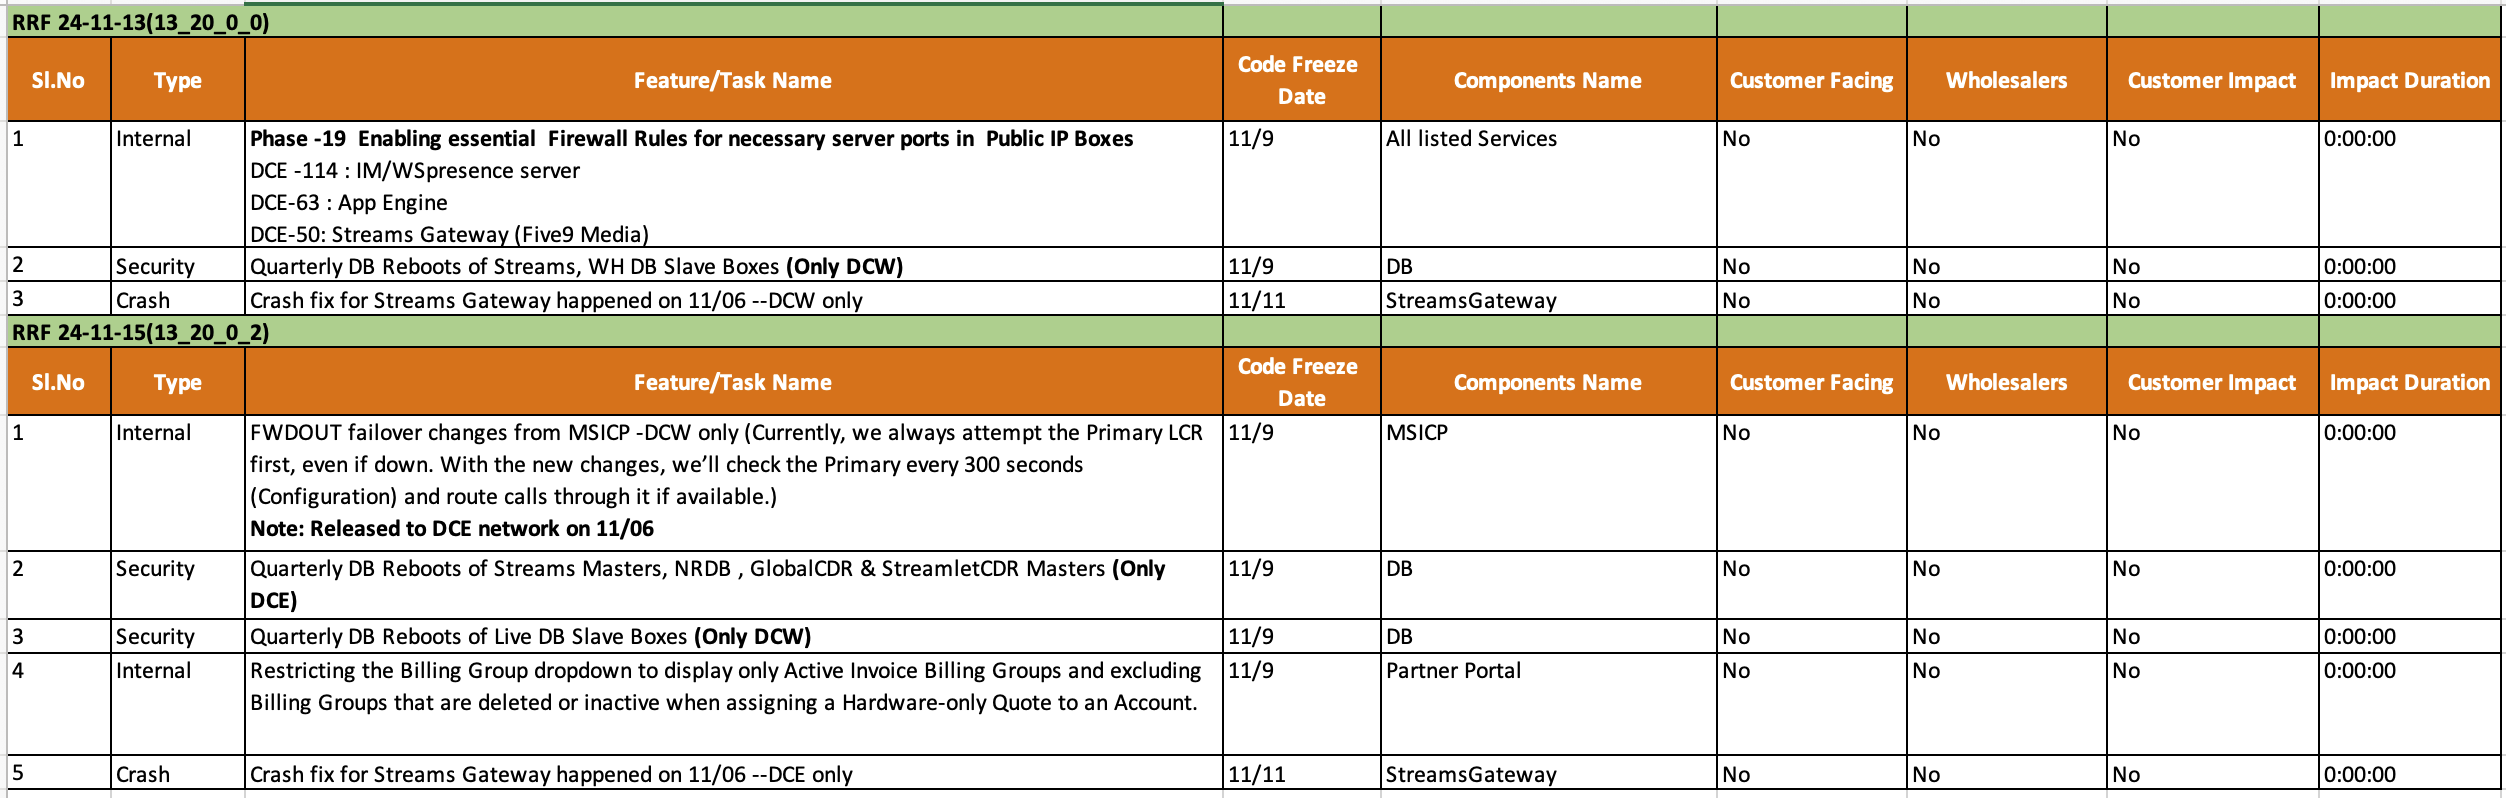 RRF 24-11-13(13_20_0_0)
Sl.No Type Feature/Task Name Code Freeze Date Components Name Customer Facing Wholesalers Customer Impact Impact Duration
1 Internal Phase -19  Enabling essential  Firewall Rules for necessary server ports in  Public IP Boxes 11/9 All listed Services No No No 0:00:00
DCE -114 : IM/WSpresence server
DCE-63 : App Engine
DCE-50: Streams Gateway (Five9 Media)
2 Security Quarterly DB Reboots of Streams, WH DB Slave Boxes (Only DCW) 11/9 DB No No No 0:00:00
3 Crash Crash fix for Streams Gateway happened on 11/06 --DCW only 11/11 StreamsGateway No No No 0:00:00
RRF 24-11-15(13_20_0_2)
Sl.No Type Feature/Task Name Code Freeze Date Components Name Customer Facing Wholesalers Customer Impact Impact Duration
1 Internal FWDOUT failover changes from MSICP -DCW only (Currently, we always attempt the Primary LCR 11/9 MSICP No No No 0:00:00
first, even if down. With the new changes, we’ll check the Primary every 300 seconds
(Configuration) and route calls through it if available.)
Note: Released to DCE network on 11/06
2 Security Quarterly DB Reboots of Streams Masters, NRDB , GlobalCDR & StreamletCDR Masters (Only 11/9 DB No No No 0:00:00
DCE)
3 Security Quarterly DB Reboots of Live DB Slave Boxes (Only DCW) 11/9 DB No No No 0:00:00
4 Internal Restricting the Billing Group dropdown to display only Active Invoice Billing Groups and excluding 11/9 Partner Portal No No No 0:00:00
Billing Groups that are deleted or inactive when assigning a Hardware-only Quote to an Account.
5 Crash Crash fix for Streams Gateway happened on 11/06 --DCE only 11/11 StreamsGateway No No No 0:00:00